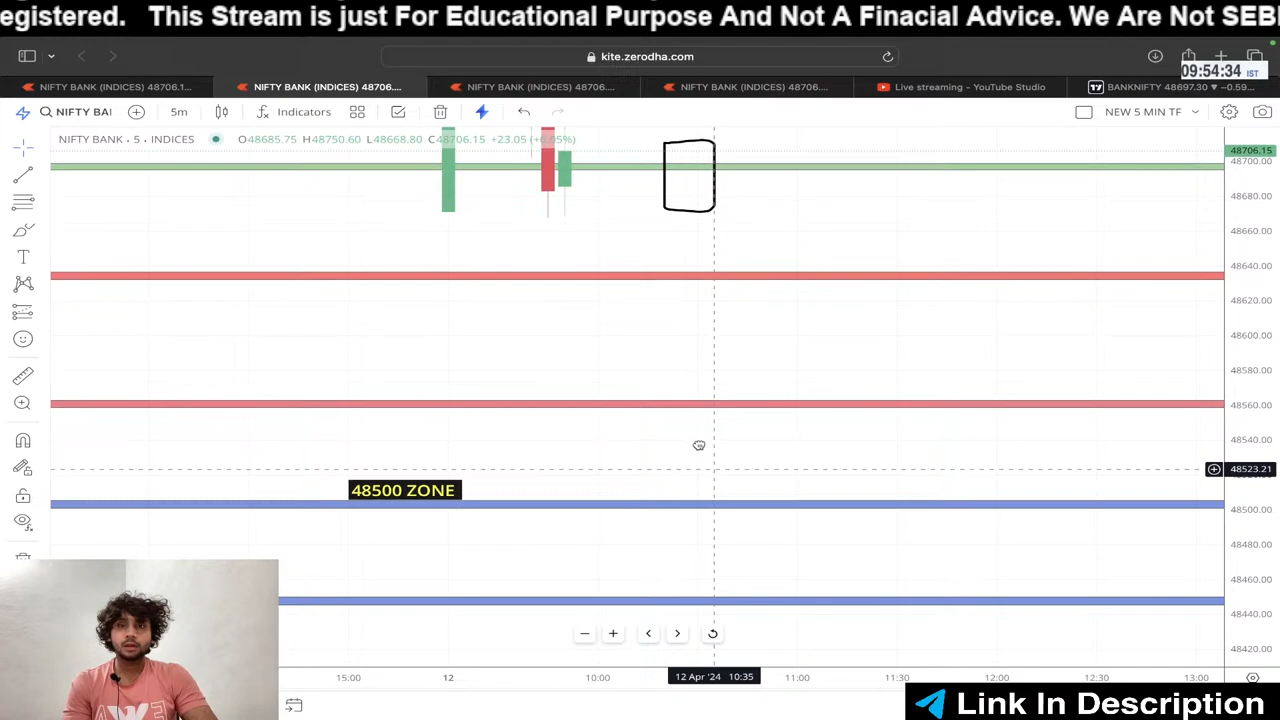 egistered.   This Stream is just For Educational Purpose And Not A Finacial Advice. We Are Not SEB
kite.zerodha.com
09:54:34 IST
NIFTY BANK (INDICES) 48706.1...
NIFTY BANK (INDICES) 48706....
NIFTY BANK (INDICES) 48706....
NIFTY BANK (INDICES) 48706....
Live streaming - YouTube Studio
BANKNIFTY 48697.30 ▼ −0.59...
NIFTY BAI
5m
Indicators
NEW 5 MIN TF
NIFTY BANK · 5 · INDICES
O48685.75 H48750.60 L48668.80 C48706.15 +23.05 (+0.05%)
48706.15
48700.00
48680.00
48660.00
48640.00
48620.00
48600.00
48580.00
48560.00
48540.00
48523.21
48500 ZONE
48500.00
48480.00
48460.00
48440.00
48420.00
15:00
12
10:00
12 Apr '24 10:35
11:00
11:30
12:00
12:30
13:00
Link In Description